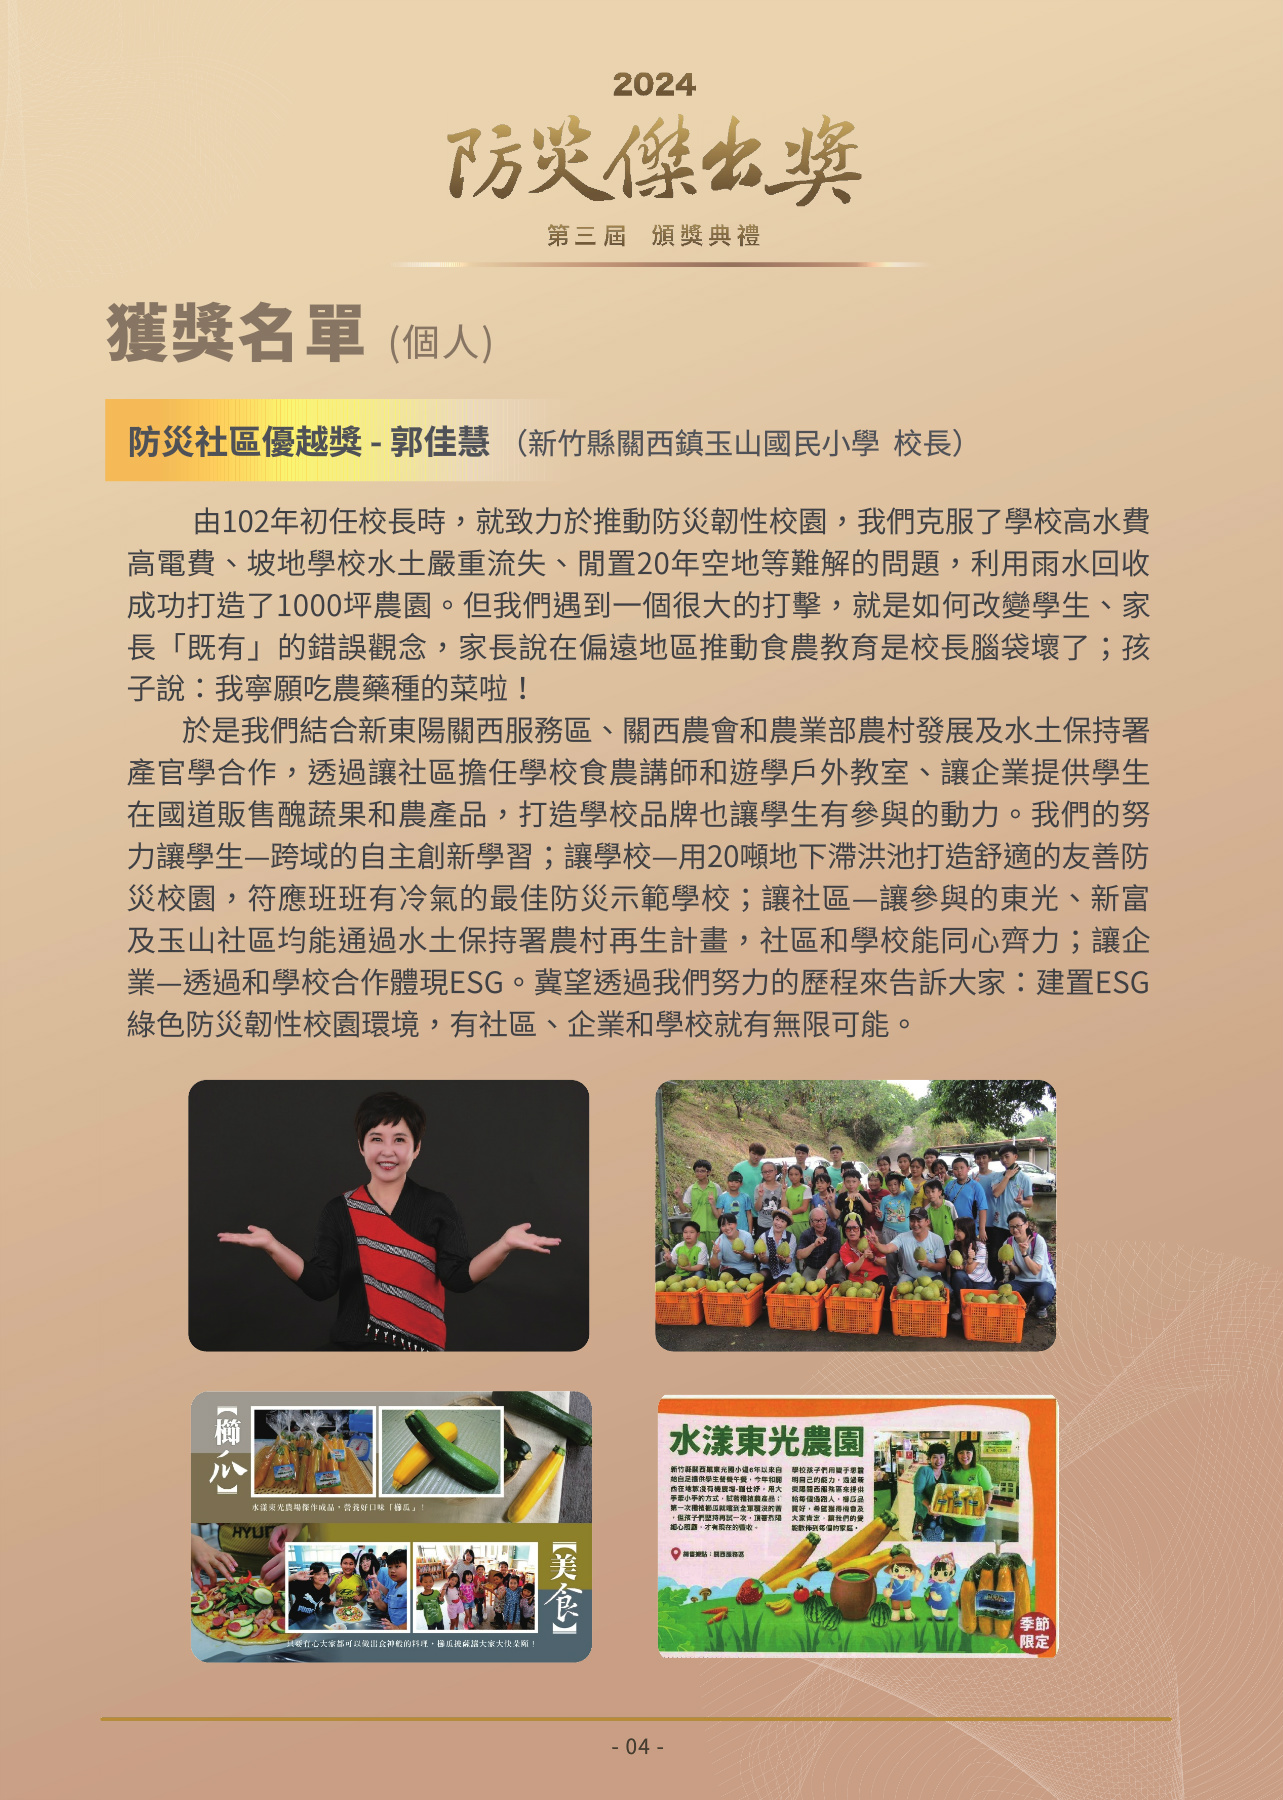 2024
防災傑出獎
第三屆 頒獎典禮
獲獎名單 (個人)
防災社區優越獎 - 郭佳慧 （新竹縣關西鎮玉山國民小學 校長）
由102年初任校長時，就致力於推動防災韌性校園，我們克服了學校高水費
高電費、坡地學校水土嚴重流失、閒置20年空地等難解的問題，利用雨水回收
成功打造了1000坪農園。但我們遇到一個很大的打擊，就是如何改變學生、家
長「既有」的錯誤觀念，家長說在偏遠地區推動食農教育是校長腦袋壞了；孩
子說：我寧願吃農藥種的菜啦！
於是我們結合新東陽關西服務區、關西農會和農業部農村發展及水土保持署
產官學合作，透過讓社區擔任學校食農講師和遊學戶外教室、讓企業提供學生
在國道販售醜蔬果和農產品，打造學校品牌也讓學生有參與的動力。我們的努
力讓學生—跨域的自主創新學習；讓學校—用20噸地下滯洪池打造舒適的友善防
災校園，符應班班有冷氣的最佳防災示範學校；讓社區—讓參與的東光、新富
及玉山社區均能通過水土保持署農村再生計畫，社區和學校能同心齊力；讓企
業—透過和學校合作體現ESG。冀望透過我們努力的歷程來告訴大家：建置ESG
綠色防災韌性校園環境，有社區、企業和學校就有無限可能。
【櫛瓜】
水漾東光農場傑作成品，營養好口味「櫛瓜」！
【美食】
只要有心大家都可以做出食神般的料理，櫛瓜披薩讓大家大快朵頤！
水漾東光農園
季節
限定
- 04 -